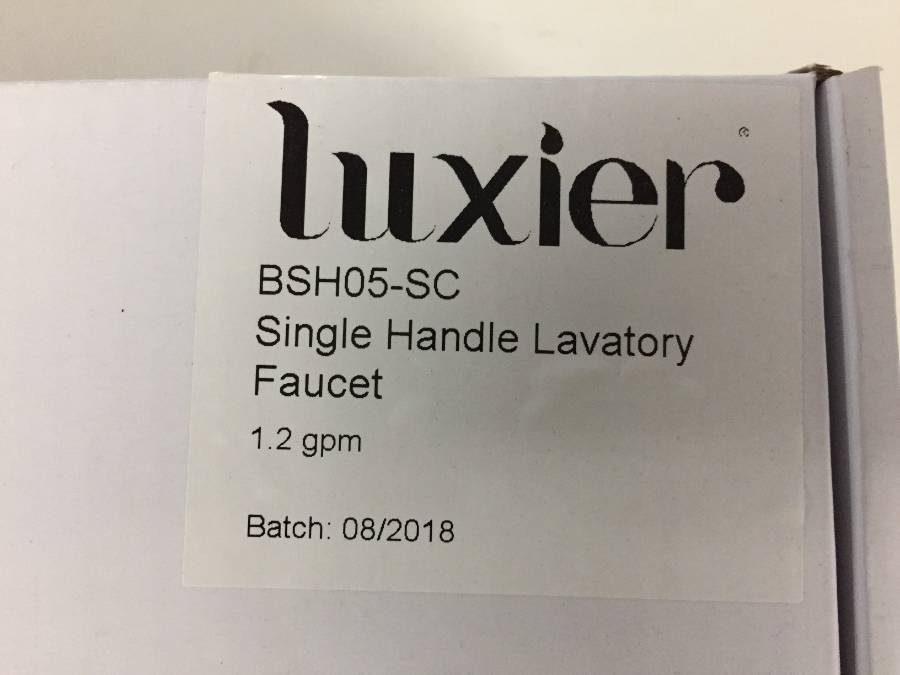 luxier
BSH05-SC
Single Handle Lavatory
Faucet
1.2 gpm
Batch: 08/2018